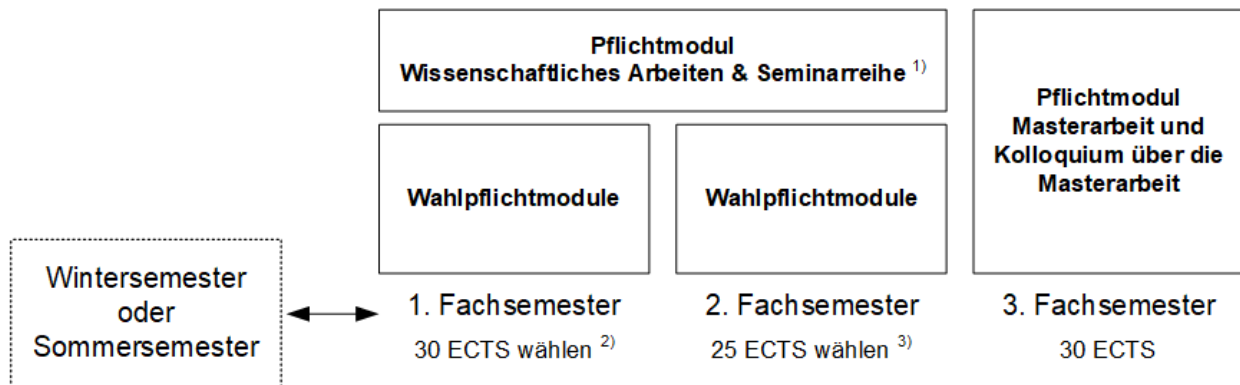 Pflichtmodul
Wissenschaftliches Arbeiten & Seminarreihe 1)
Pflichtmodul
Masterarbeit und
Kolloquium über die
Masterarbeit
Wahlpflichtmodule
Wahlpflichtmodule
Wintersemester
oder
Sommersemester
1. Fachsemester
30 ECTS wählen 2)
2. Fachsemester
25 ECTS wählen 3)
3. Fachsemester
30 ECTS